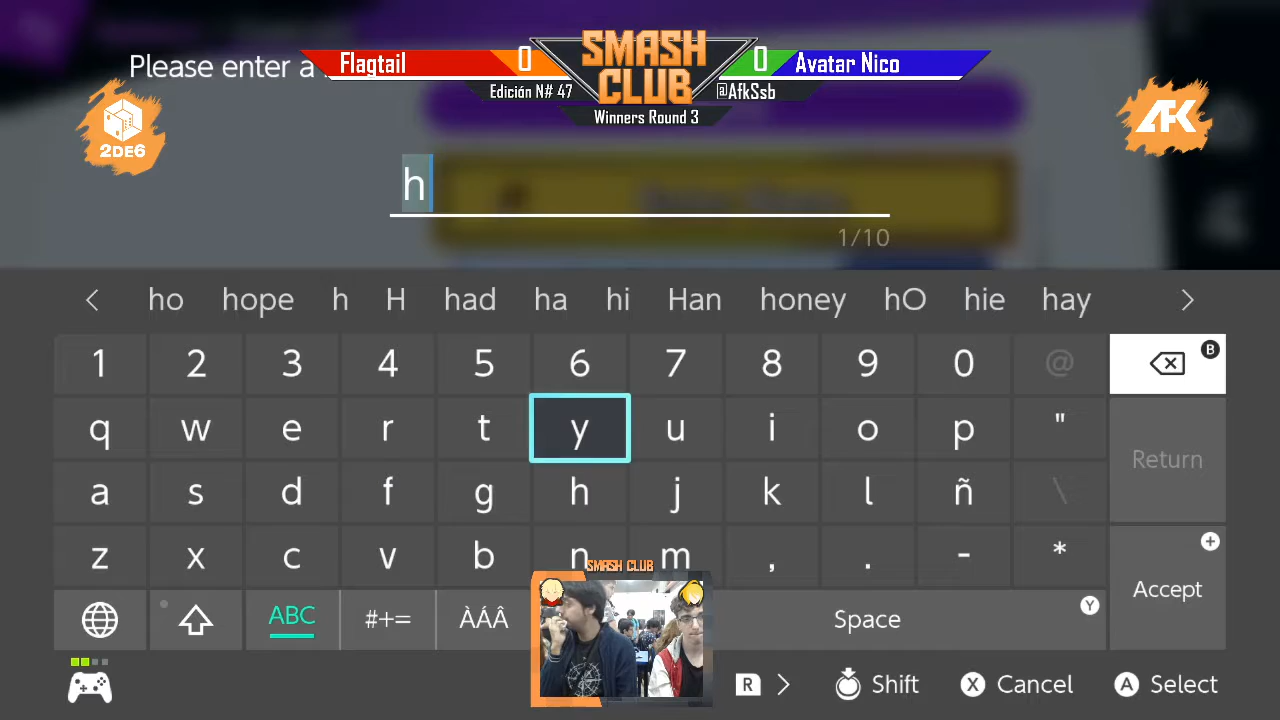 Please enter a
Flagtail 0 SMASH CLUB 0 Avatar Nico
Edición N# 47 @AfkSsb
Winners Round 3
2DE6
AFK
h
1/10
ho hope h H had ha hi Han honey hO hie hay
1 2 3 4 5 6 7 8 9 0 @ B
q w e r t y u i o p "
Return
a s d f g h j k l ñ \
z x c v b n m , . - * +
Accept
SMASH CLUB
ABC #+= ÀÁÂ Space Y
R Shift X Cancel A Select